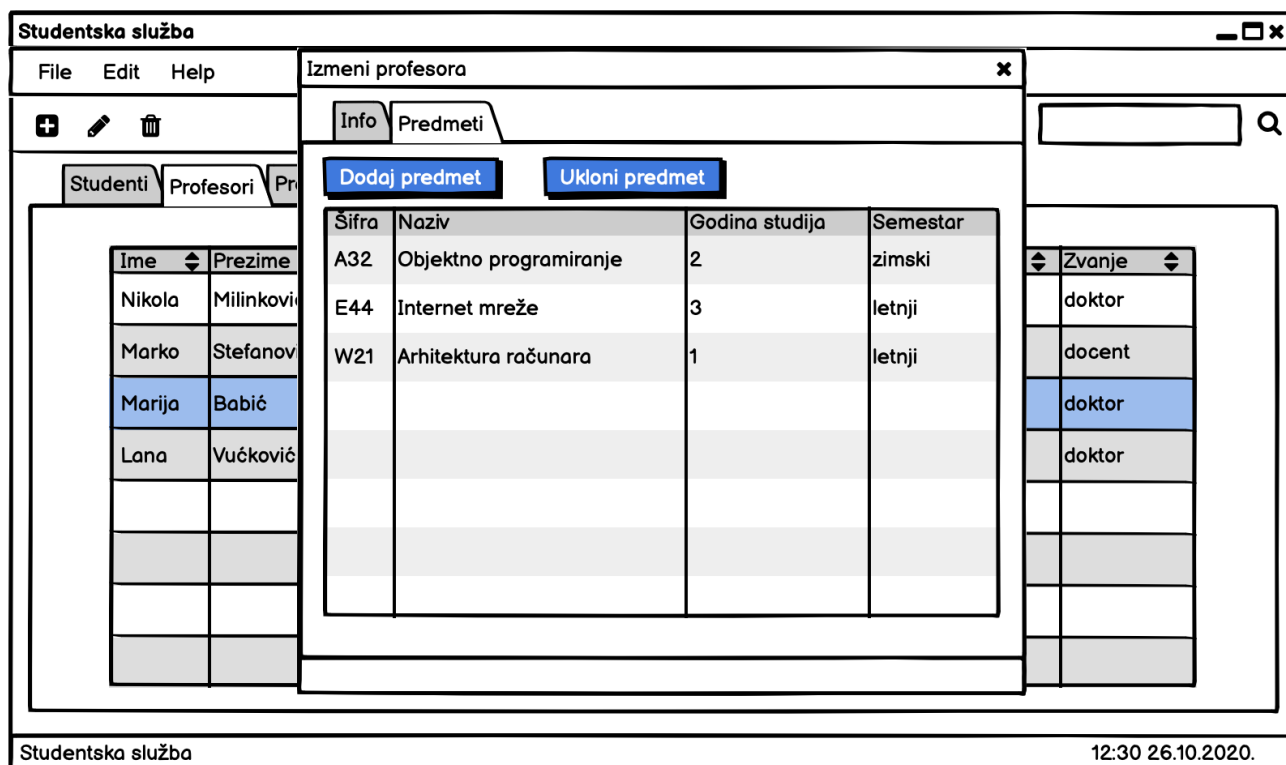 Studentska služba
File Edit Help
Izmeni profesora
Info Predmeti
Studenti Profesori
Dodaj predmet Ukloni predmet
Šifra Naziv Godina studija Semestar
A32 Objektno programiranje 2 zimski
E44 Internet mreže 3 letnji
W21 Arhitektura računara 1 letnji
Ime Prezime Zvanje
Nikola doktor
Marko docent
Marija Babić doktor
Lana Vućković doktor
Studentska služba 12:30 26.10.2020.